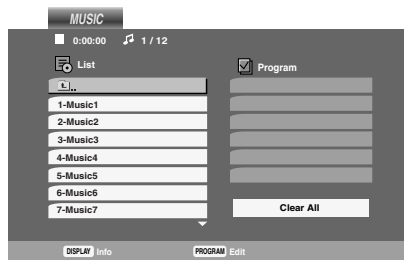 MUSIC
0:00:00 1 / 12
List
Program
..
1-Music1
2-Music2
3-Music3
4-Music4
5-Music5
6-Music6
7-Music7
Clear All
DISPLAY Info PROGRAM Edit